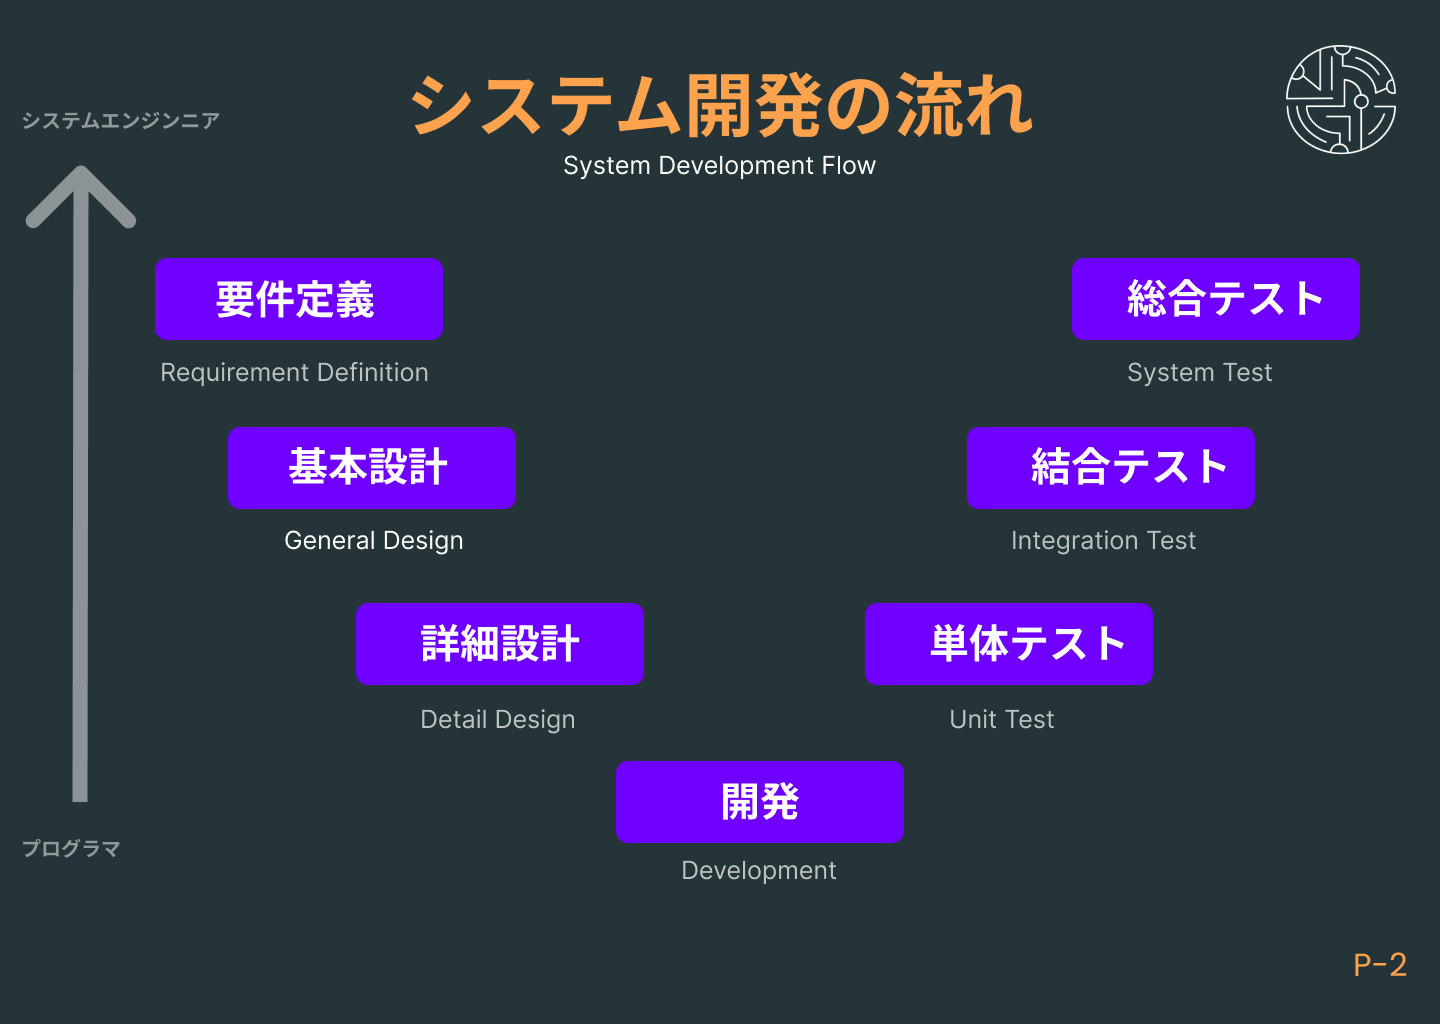 システム開発の流れ
System Development Flow
システムエンジンニア
要件定義
総合テスト
Requirement Definition
System Test
基本設計
結合テスト
General Design
Integration Test
詳細設計
単体テスト
Detail Design
Unit Test
開発
プログラマ
Development
P-2